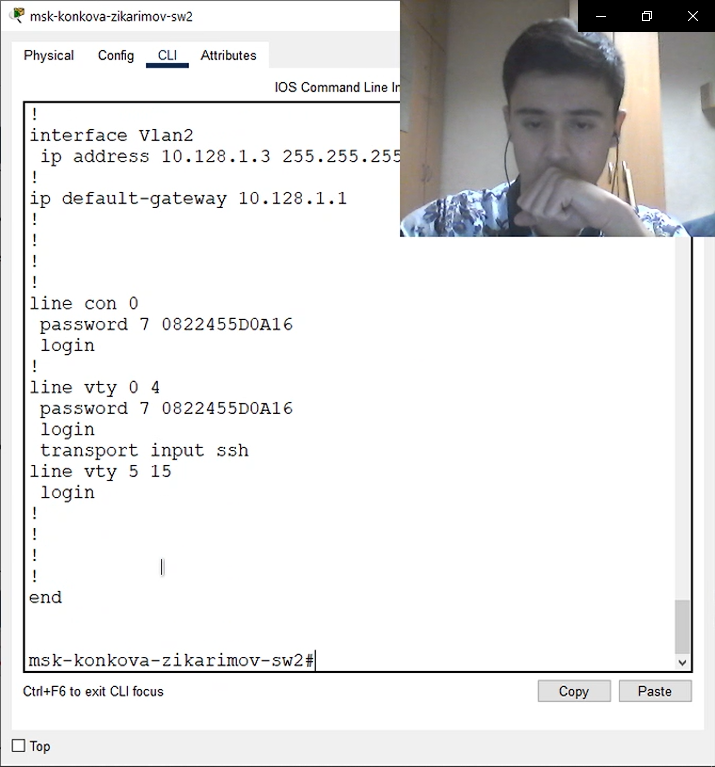 msk-konkova-zikarimov-sw2
Physical Config CLI Attributes
IOS Command Line In
!
interface Vlan2
ip address 10.128.1.3 255.255.255
!
ip default-gateway 10.128.1.1
!
!
!
!
line con 0
password 7 0822455D0A16
login
!
line vty 0 4
password 7 0822455D0A16
login
transport input ssh
line vty 5 15
login
!
!
!
!
end
msk-konkova-zikarimov-sw2#
Ctrl+F6 to exit CLI focus
Copy Paste
Top